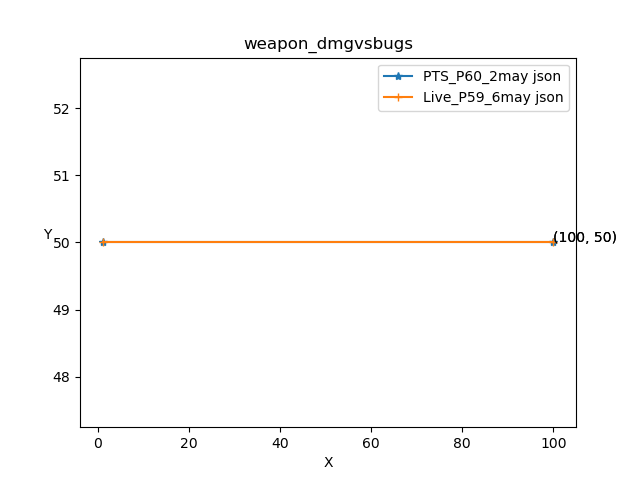 weapon_dmgvsbugs
PTS_P60_2may json
Live_P59_6may json
52
51
Y
50
(100, 50)
49
48
0 20 40 60 80 100
X